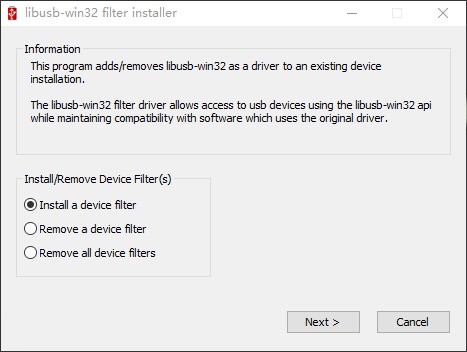 libusb-win32 filter installer
Information
This program adds/removes libusb-win32 as a driver to an existing device
installation.
The libusb-win32 filter driver allows access to usb devices using the libusb-win32 api
while maintaining compatibility with software which uses the original driver.
Install/Remove Device Filter(s)
Install a device filter
Remove a device filter
Remove all device filters
Next >
Cancel